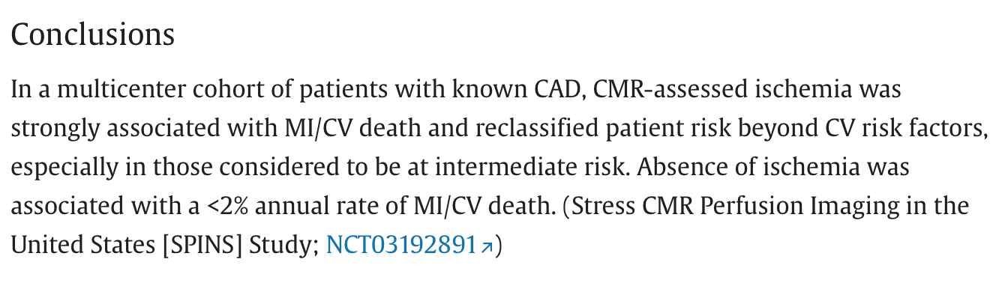 Conclusions
In a multicenter cohort of patients with known CAD, CMR-assessed ischemia was
strongly associated with MI/CV death and reclassified patient risk beyond CV risk factors,
especially in those considered to be at intermediate risk. Absence of ischemia was
associated with a <2% annual rate of MI/CV death. (Stress CMR Perfusion Imaging in the
United States [SPINS] Study; NCT03192891↗)